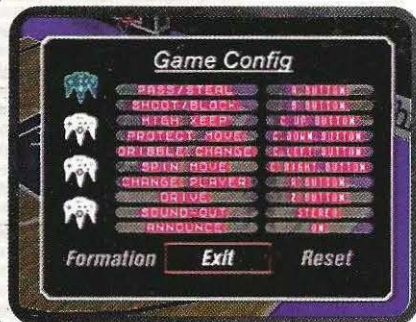 Game Config
PASS/STEAL A BUTTON
SHOOT/BLOCK B BUTTON
HIGH KEEP C UP BUTTON
PROTECT MOVE C DOWN BUTTON
DRIBBLE CHANGE C LEFT BUTTON
SPIN MOVE C RIGHT BUTTON
CHANGE PLAYER BUTTON
DRIVE Z BUTTON
SOUND-OUT STEREO
ANNOUNCE ON
Formation Exit Reset